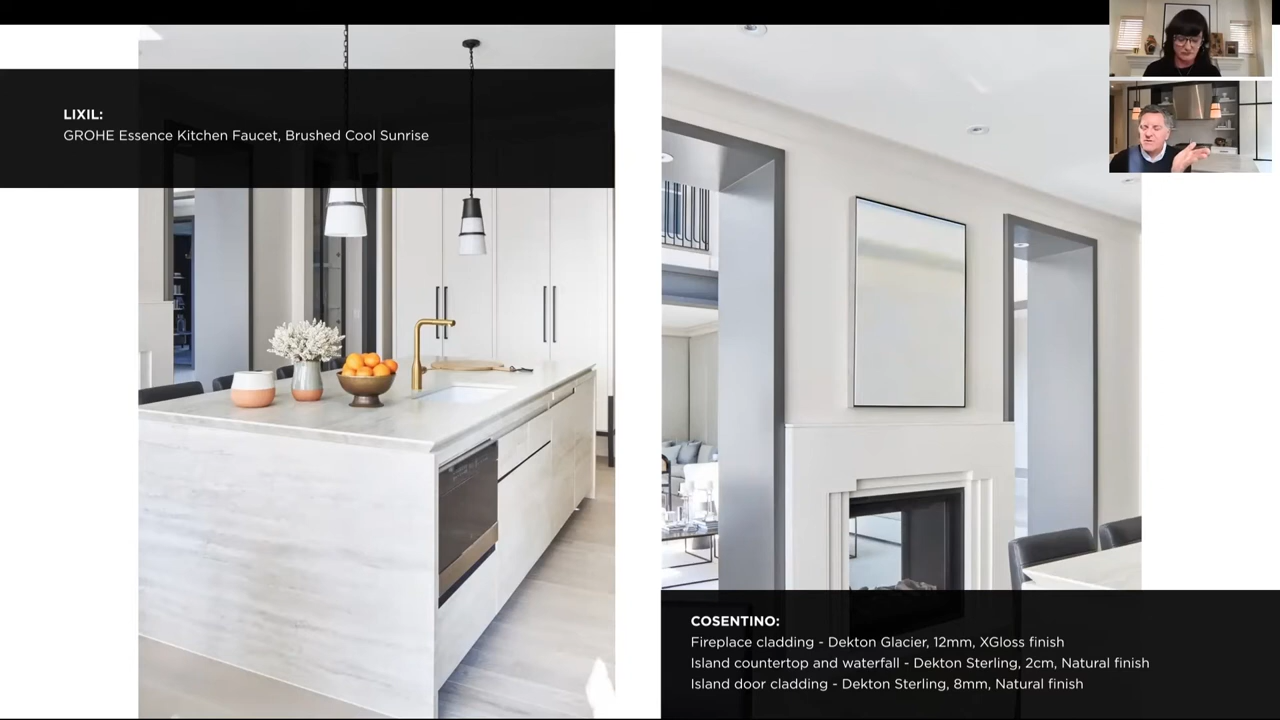 LIXIL:
GROHE Essence Kitchen Faucet, Brushed Cool Sunrise
COSENTINO:
Fireplace cladding - Dekton Glacier, 12mm, XGloss finish
Island countertop and waterfall - Dekton Sterling, 2cm, Natural finish
Island door cladding - Dekton Sterling, 8mm, Natural finish